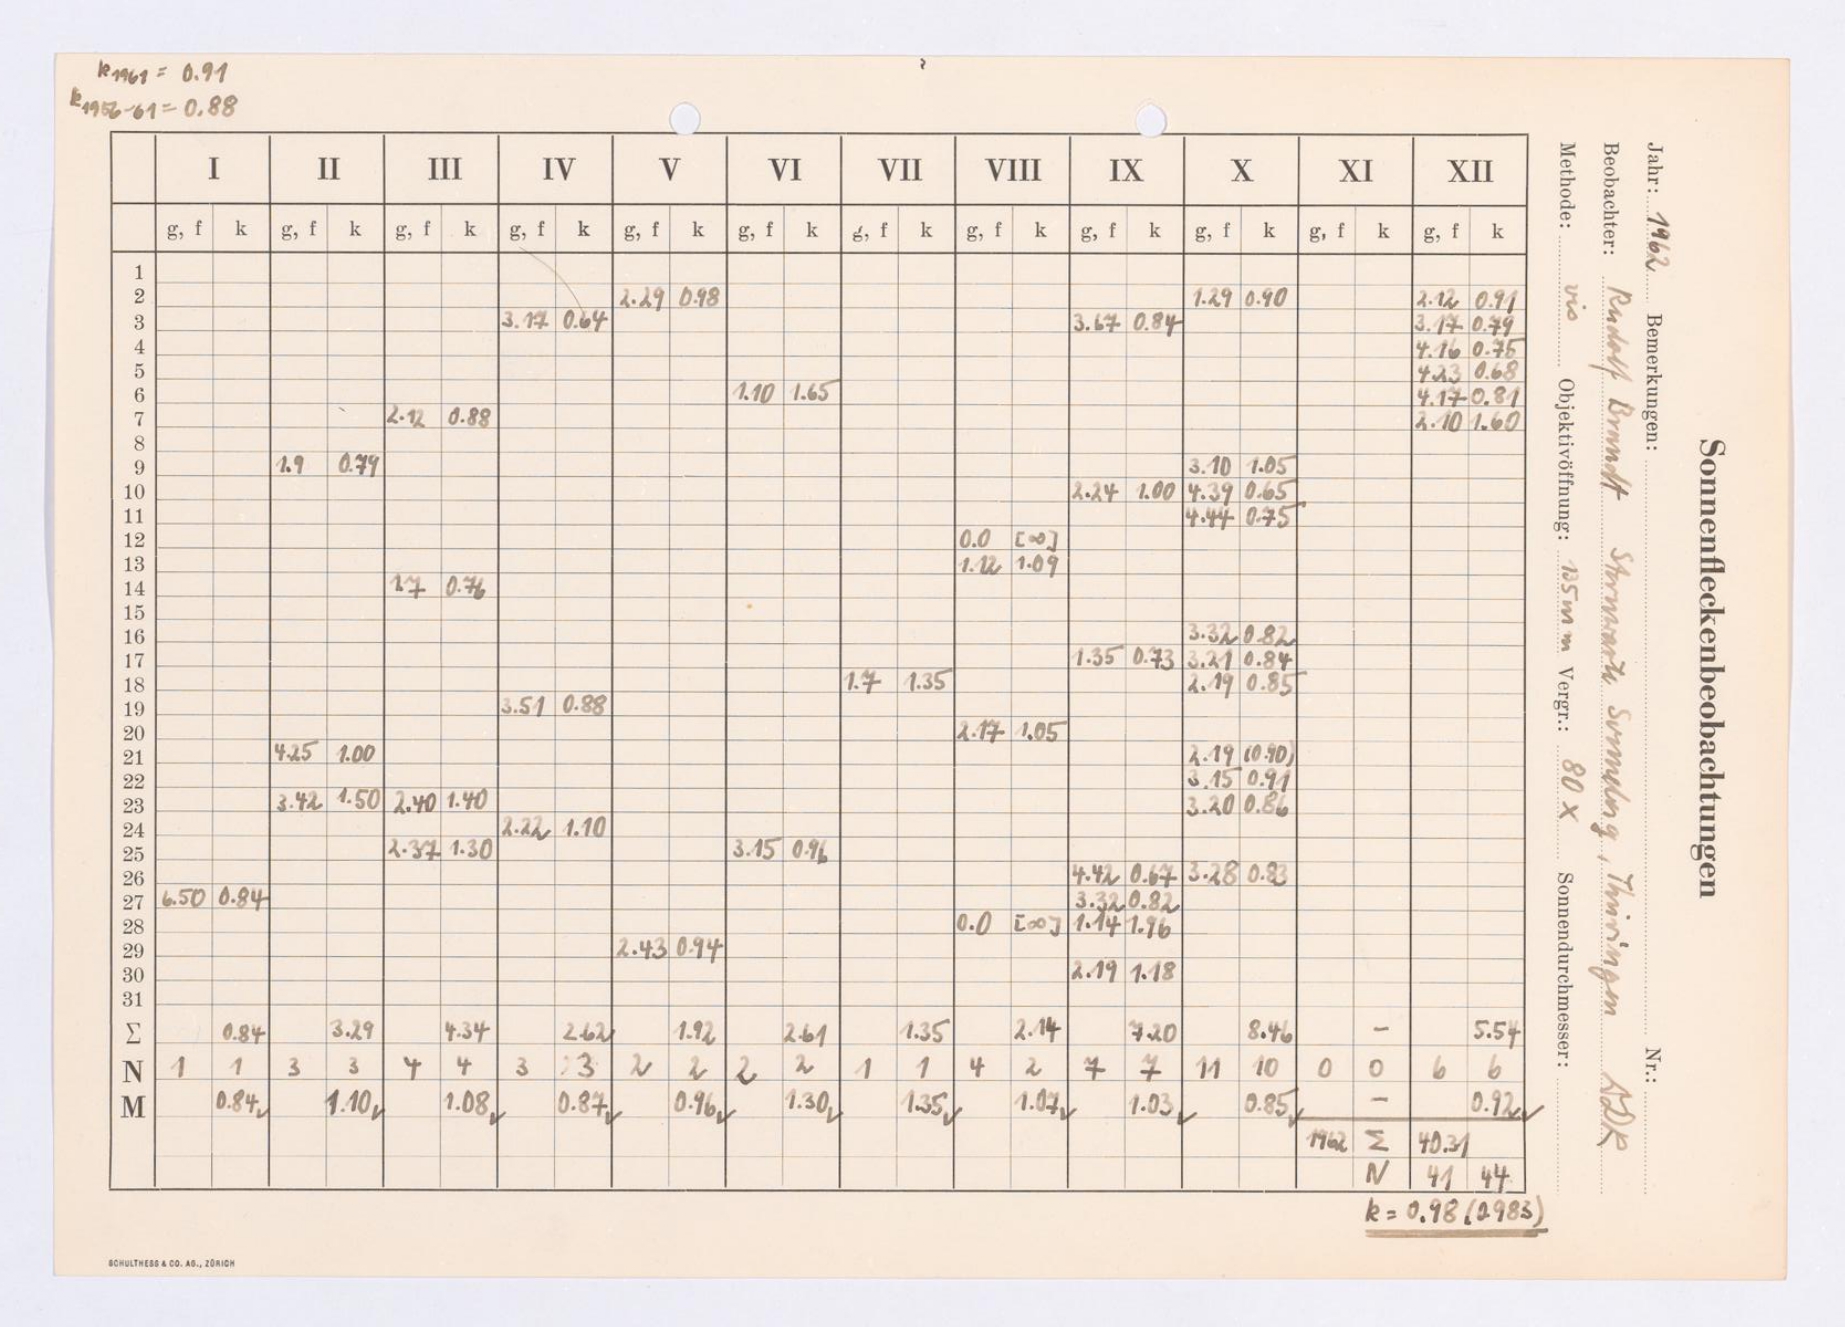 k1961 = 0.91
k1956-61 = 0.88
I II III IV V VI VII VIII IX X XI XII
g, f k g, f k g, f k g, f k g, f k g, f k g, f k g, f k g, f k g, f k g, f k g, f k
1
2 2.29 0.98 1.29 0.90 2.12 0.91
3 3.17 0.64 3.67 0.84 3.17 0.79
4 4.16 0.75
5 4.23 0.68
6 1.10 1.65 4.17 0.81
7 2.12 0.88 2.10 1.60
8
9 1.9 0.79 3.10 1.05
10 2.24 1.00 4.39 0.65
11 4.44 0.75
12 0.0 [∞]
13 1.12 1.09
14 1.7 0.76
15
16 3.32 0.82
17 1.35 0.73 3.21 0.84
18 1.7 1.35 2.19 0.85
19 3.51 0.88
20 2.17 1.05
21 4.25 1.00 2.19 (0.90)
22 3.15 0.91
23 3.42 1.50 2.40 1.40 3.20 0.86
24 2.22 1.10
25 2.37 1.30 3.15 0.96
26 4.42 0.67 3.28 0.83
27 6.50 0.84 3.32 0.82
28 0.0 [∞] 1.14 1.96
29 2.43 0.94
30 2.19 1.18
31
Σ 0.84 3.29 4.34 2.62 1.92 2.61 1.35 2.14 7.20 8.46 – 5.54
N 1 1 3 3 4 4 3 3 2 2 2 2 1 1 4 2 7 7 11 10 0 0 6 6
M 0.84✓ 1.10✓ 1.08✓ 0.87✓ 0.96✓ 1.30✓ 1.35✓ 1.07✓ 1.03✓ 0.85✓ – 0.92✓
1962 Σ 40.31
N 41 44
k = 0.98 (0.983)
SCHULTHESS & CO. AG., ZÜRICH
Sonnenfleckenbeobachtungen
Jahr: 1962 Bemerkungen: Nr.:
Beobachter: Rudolf Brandt Sternwarte Sonneberg, Thüringen DDR
Methode: vis Objektivöffnung: 135 mm Vergr.: 80 x Sonnendurchmesser: